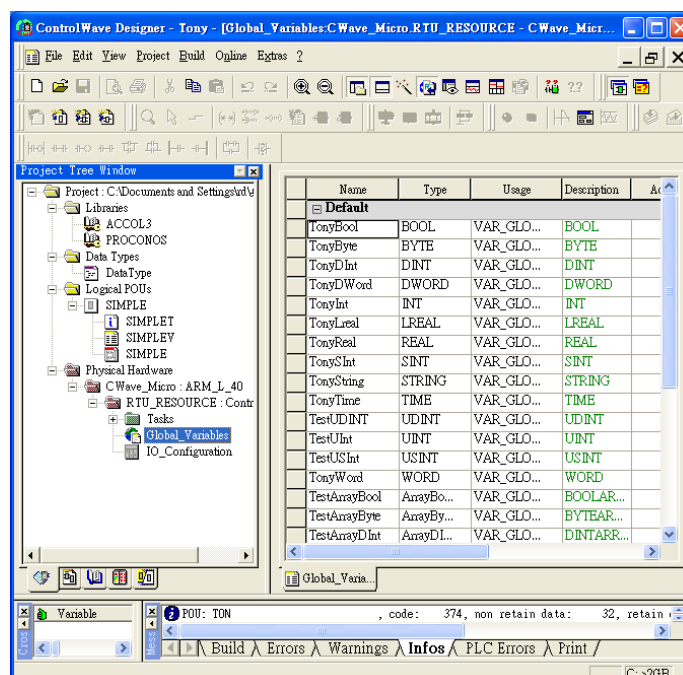 ControlWave Designer - Tony - [Global_Variables:CWave_Micro.RTU_RESOURCE - CWave_Micr...
File Edit View Project Build Online Extras ?
Project Tree Window
Project : C:\Documents and Settings\rd\
Libraries
ACCOL3
PROCONOS
Data Types
DataType
Logical POUs
SIMPLE
SIMPLET
SIMPLEV
SIMPLE
Physical Hardware
CWave_Micro : ARM_L_40
RTU_RESOURCE : Contr
Tasks
Global_Variables
IO_Configuration
Name Type Usage Description
Default
TonyBool BOOL VAR_GLO... BOOL
TonyByte BYTE VAR_GLO... BYTE
TonyDInt DINT VAR_GLO... DINT
TonyDWord DWORD VAR_GLO... DWORD
TonyInt INT VAR_GLO... INT
TonyLreal LREAL VAR_GLO... LREAL
TonyReal REAL VAR_GLO... REAL
TonySInt SINT VAR_GLO... SINT
TonyString STRING VAR_GLO... STRING
TonyTime TIME VAR_GLO... TIME
TestUDINT UDINT VAR_GLO... UDINT
TestUInt UINT VAR_GLO... UINT
TestUSInt USINT VAR_GLO... USINT
TonyWord WORD VAR_GLO... WORD
TestArrayBool ArrayBo... VAR_GLO... BOOLAR...
TestArrayByte ArrayBy... VAR_GLO... BYTEAR...
TestArrayDInt ArrayDI... VAR_GLO... DINTARR...
Global_Varia...
Cros
Variable
Mess
POU: TON , code: 374, non retain data: 32, retain
Build Errors Warnings Infos PLC Errors Print
C: >2GB